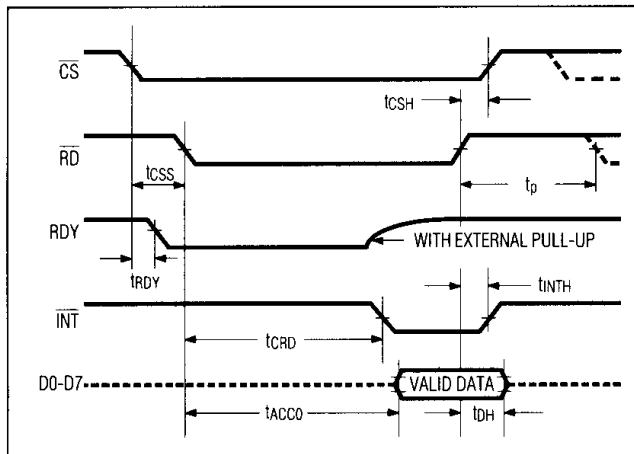 CS
tCSH
RD
tCSS
tp
RDY
WITH EXTERNAL PULL-UP
tRDY
tINTH
INT
tCRD
D0-D7
VALID DATA
tACC0
tDH